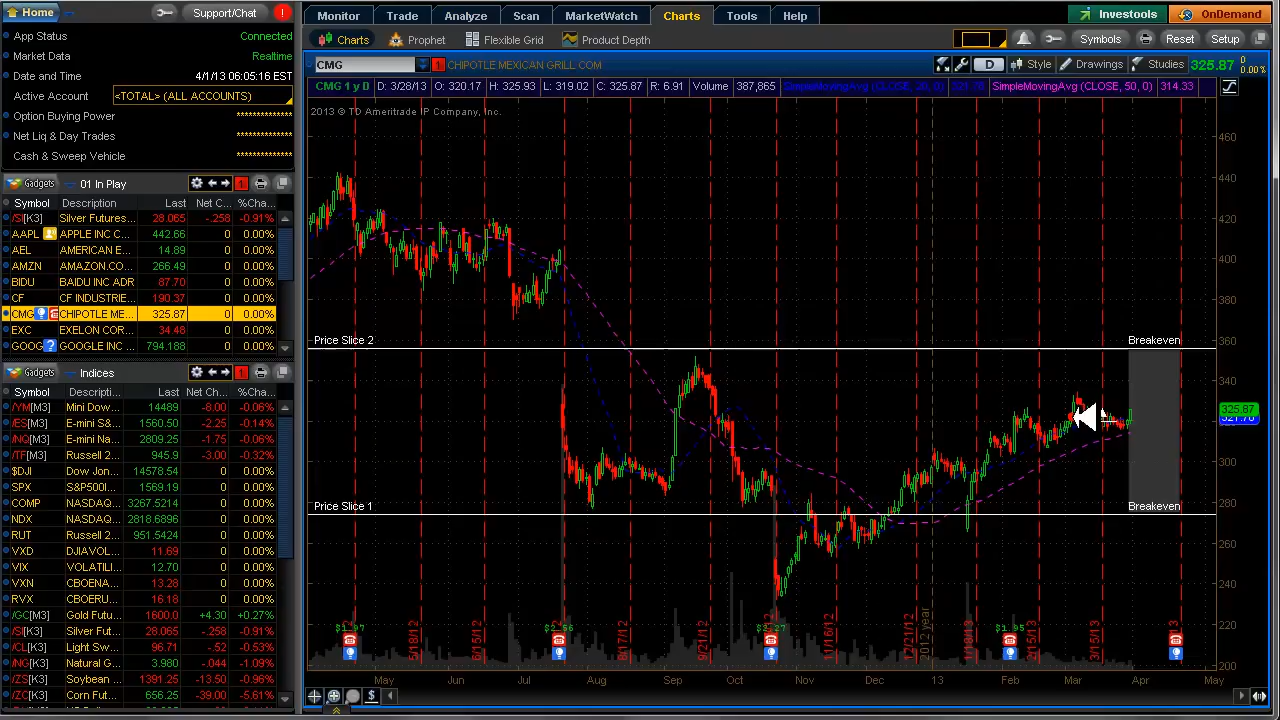 Home Support/Chat !
App Status Connected
Market Data Realtime
Date and Time 4/1/13 06:05:16 EST
Active Account <TOTAL> (ALL ACCOUNTS)
Option Buying Power **************
Net Liq & Day Trades **************
Cash & Sweep Vehicle **************
Gadgets 01 In Play 1
Symbol Description Last Net C... %Cha...
/SI[K3] Silver Futures... 28.065 -.258 -0.91%
AAPL APPLE INC C... 442.66 0 0.00%
AEL AMERICAN E... 14.89 0 0.00%
AMZN AMAZON.CO... 266.49 0 0.00%
BIDU BAIDU INC ADR 87.70 0 0.00%
CF CF INDUSTRIE... 190.37 0 0.00%
CMG CHIPOTLE ME... 325.87 0 0.00%
EXC EXELON COR... 34.48 0 0.00%
GOOG GOOGLE INC ... 794.188 0 0.00%
Gadgets Indices 1
Symbol Descripti... Last Net Ch... %Cha...
/YM[M3] Mini Dow... 14489 -8.00 -0.06%
/ES[M3] E-mini S&... 1560.50 -2.25 -0.14%
/NQ[M3] E-mini Na... 2809.25 -1.75 -0.06%
/TF[M3] Russell 2... 945.9 -3.00 -0.32%
$DJI Dow Jon... 14578.54 0 0.00%
SPX S&P500I... 1569.19 0 0.00%
COMP NASDAQ... 3267.5214 0 0.00%
NDX NASDAQ... 2818.6896 0 0.00%
RUT Russell 2... 951.5424 0 0.00%
VXD DJIAVOL... 11.69 0 0.00%
VIX VOLATILI... 12.70 0 0.00%
VXN CBOENA... 13.28 0 0.00%
RVX CBOERU... 16.18 0 0.00%
/GC[M3] Gold Futu... 1600.0 +4.30 +0.27%
/SI[K3] Silver Fut... 28.065 -.258 -0.91%
/CL[K3] Light Sw... 96.71 -.52 -0.53%
/NG[K3] Natural G... 3.980 -.044 -1.09%
/ZS[K3] Soybean ... 1391.25 -13.50 -0.96%
/ZC[K3] Corn Fut... 656.25 -39.00 -5.61%
Monitor Trade Analyze Scan MarketWatch Charts Tools Help Investools OnDemand
Charts Prophet Flexible Grid Product Depth Symbols Reset Setup
CMG 1 CHIPOTLE MEXICAN GRILL COM D Style Drawings Studies 325.87 0 0.00%
CMG 1 y D D: 3/28/1 O: 320.11 H: 325.93 L: 319.02 C: 325.67 R: 6.91 Volume 387,865 SimpleMovingAvg (CLOSE, 50, 0) 314.33
2013 © TD Ameritrade IP Company, Inc.
460
440
420
400
380
Price Slice 2 Breakeven 360
340
325.87
300
Price Slice 1 Breakeven 280
260
240
220
200
$1.97 $1.95
5/18/12 6/15/12 8/17/12 9/21/12 11/16/12 12/21/12 2012 year 1/18/13 2/15/13 3/15/13
May Jun Jul Aug Sep Oct Nov Dec 13 Feb Mar Apr May
$